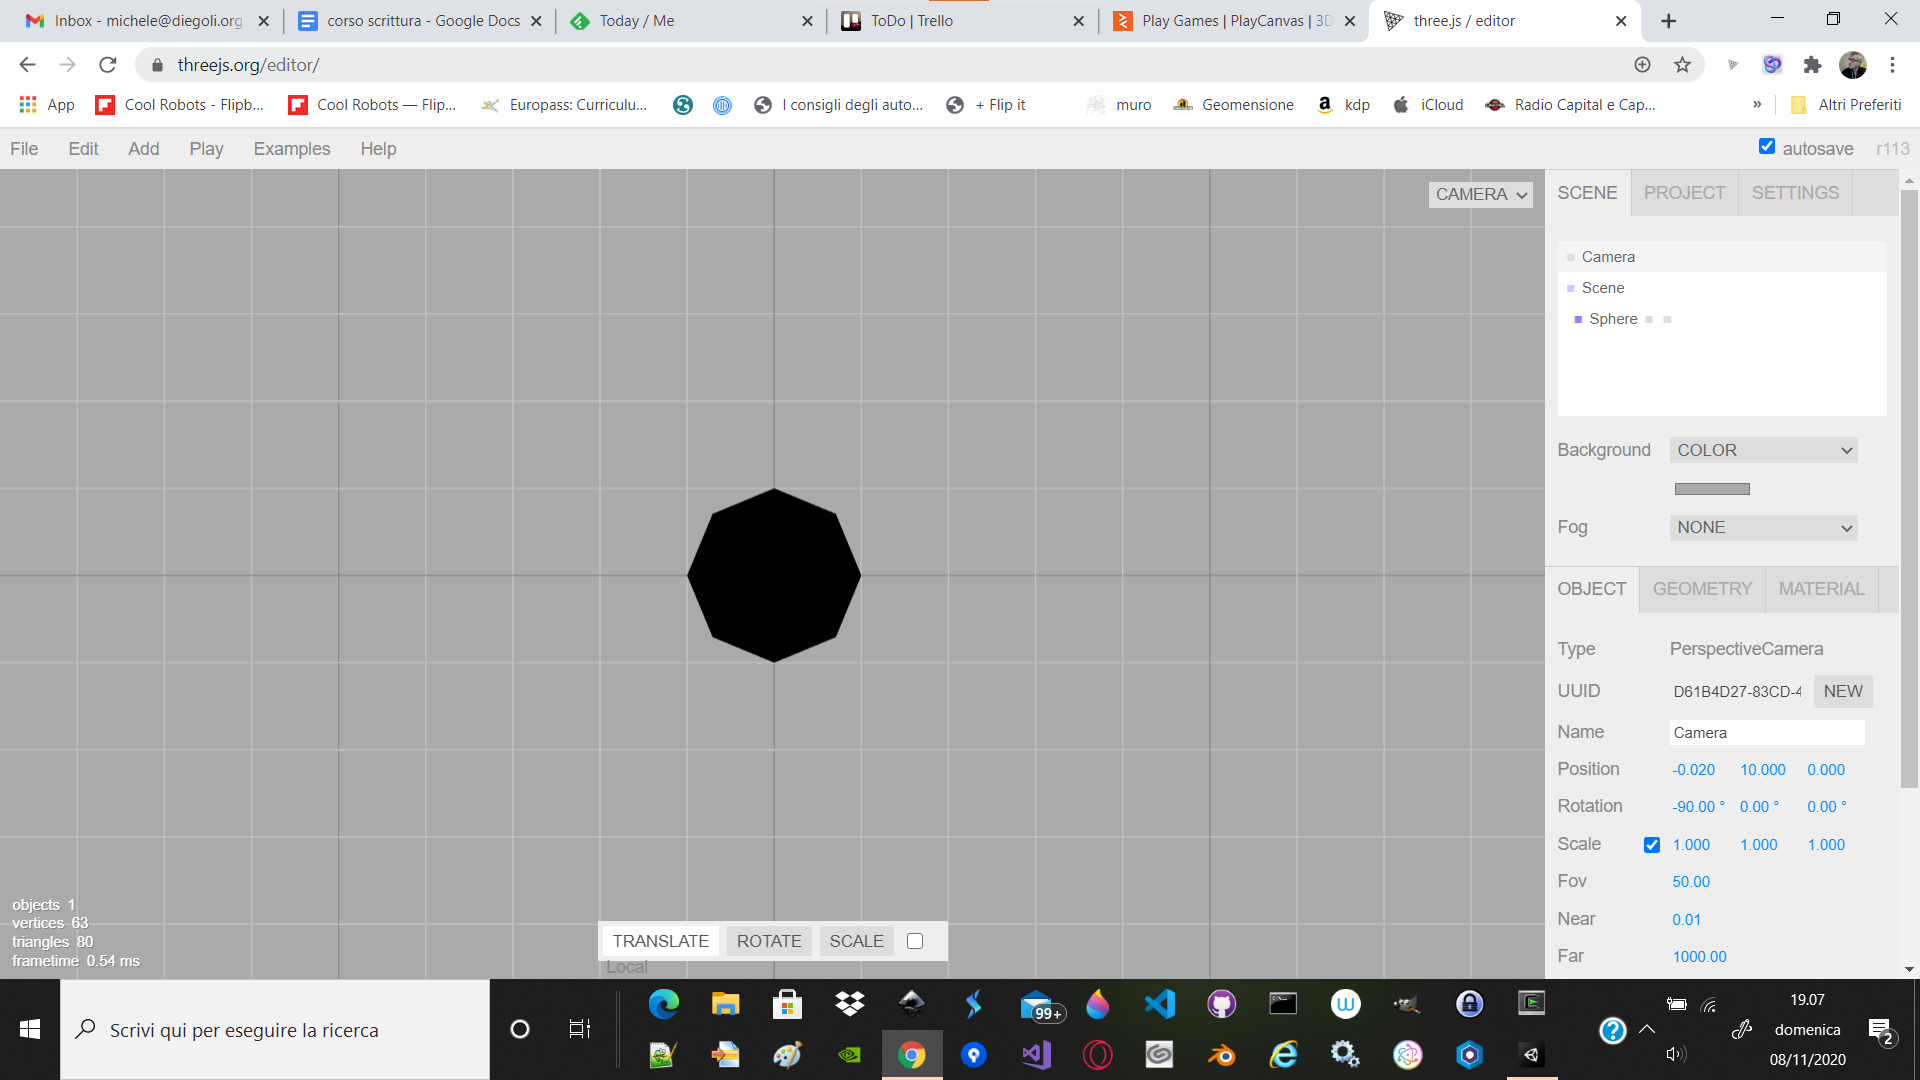 Inbox - michele@diegoli.org
corso scrittura - Google Docs
Today / Me
ToDo | Trello
Play Games | PlayCanvas | 3D
three.js / editor
threejs.org/editor/
App
Cool Robots - Flipb...
Cool Robots — Flip...
Europass: Curriculu...
I consigli degli auto...
+ Flip it
muro
Geomensione
kdp
iCloud
Radio Capital e Cap...
»
Altri Preferiti
File Edit Add Play Examples Help
autosave r113
CAMERA
SCENE PROJECT SETTINGS
Camera
Scene
Sphere
Background COLOR
Fog NONE
OBJECT GEOMETRY MATERIAL
Type PerspectiveCamera
UUID D61B4D27-83CD-4 NEW
Name Camera
Position -0.020 10.000 0.000
Rotation -90.00 ° 0.00 ° 0.00 °
Scale 1.000 1.000 1.000
Fov 50.00
Near 0.01
Far 1000.00
objects 1
vertices 63
triangles 80
frametime 0.54 ms
TRANSLATE ROTATE SCALE
Local
Scrivi qui per eseguire la ricerca
99+
19.07
domenica
08/11/2020
2